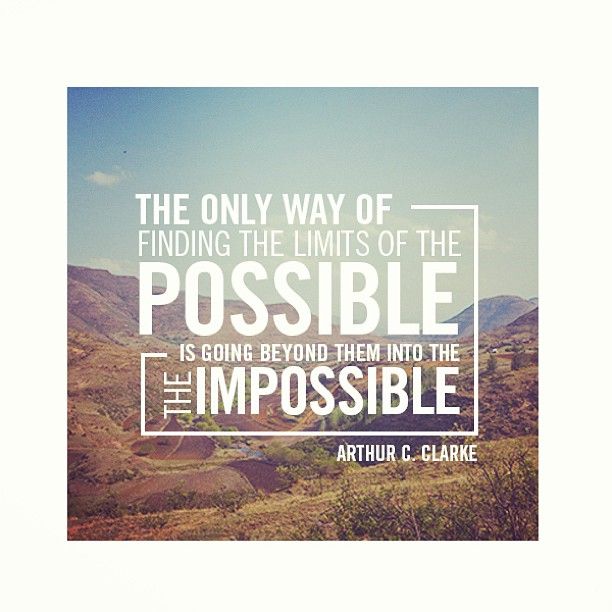 THE ONLY WAY OF
FINDING THE LIMITS OF THE
POSSIBLE
IS GOING BEYOND THEM INTO THE
THE IMPOSSIBLE
ARTHUR C. CLARKE